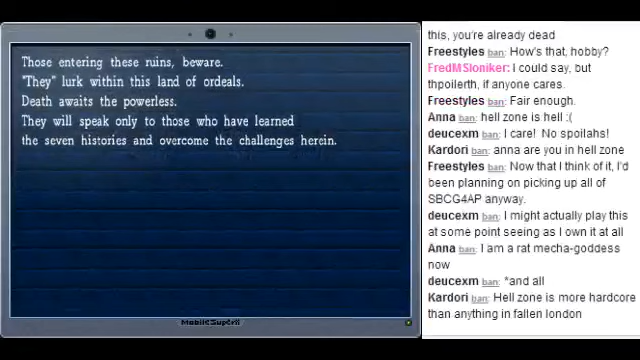 Those entering these ruins, beware.
"They" lurk within this land of ordeals.
Death awaits the powerless.
They will speak only to those who have learned
the seven histories and overcome the challenges herein.
MobileSuperX
this, you're already dead
Freestyles ban: How's that, hobby?
FredMSloniker: I could say, but
thpoilerth, if anyone cares.
Freestyles ban: Fair enough.
Anna ban: hell zone is hell :(
deucexm ban: I care! No spoilahs!
Kardori ban: anna are you in hell zone
Freestyles ban: Now that I think of it, I'd
been planning on picking up all of
SBCG4AP anyway.
deucexm ban: I might actually play this
at some point seeing as I own it at all
Anna ban: I am a rat mecha-goddess
now
deucexm ban: *and all
Kardori ban: Hell zone is more hardcore
than anything in fallen london